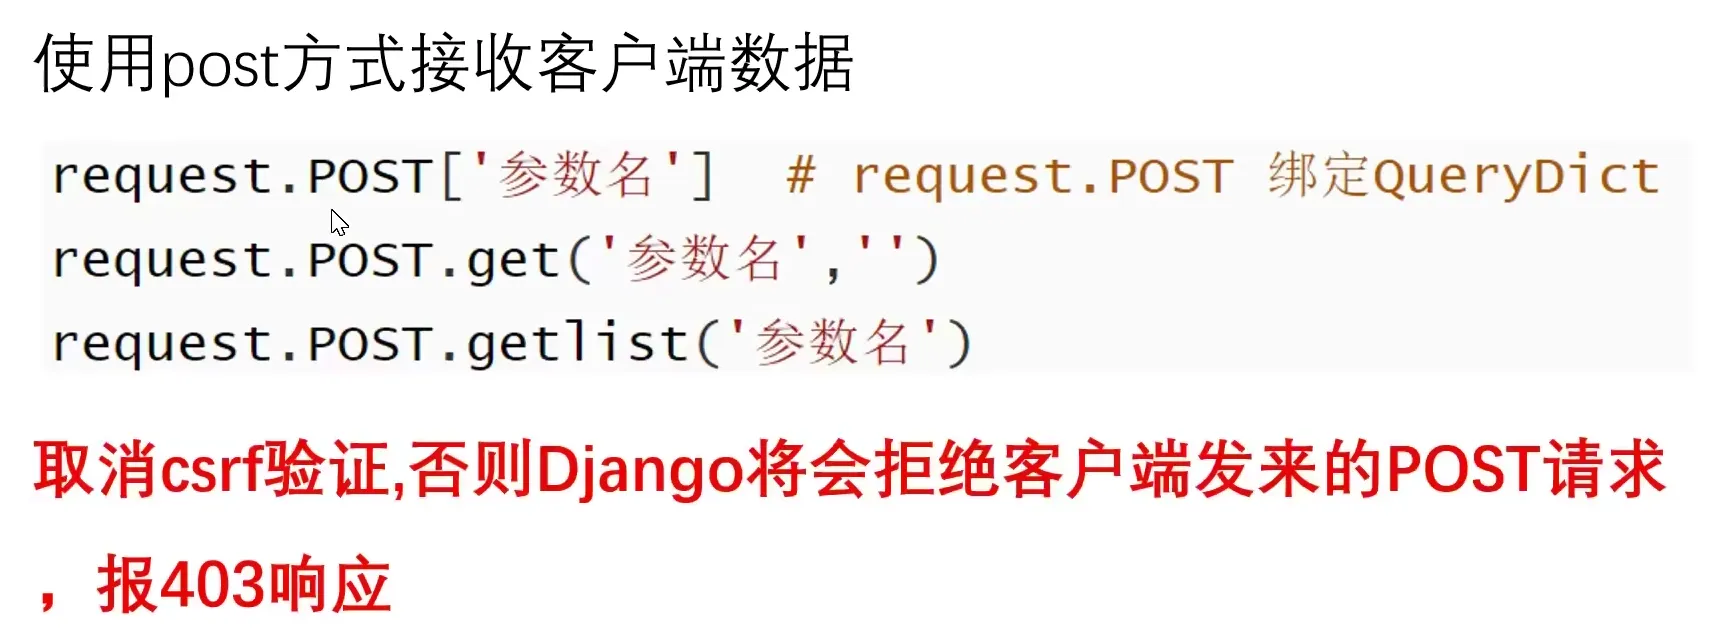 使用post方式接收客户端数据
request.POST['参数名']  # request.POST 绑定QueryDict
request.POST.get('参数名','')
request.POST.getlist('参数名')
取消csrf验证,否则Django将会拒绝客户端发来的POST请求
，报403响应